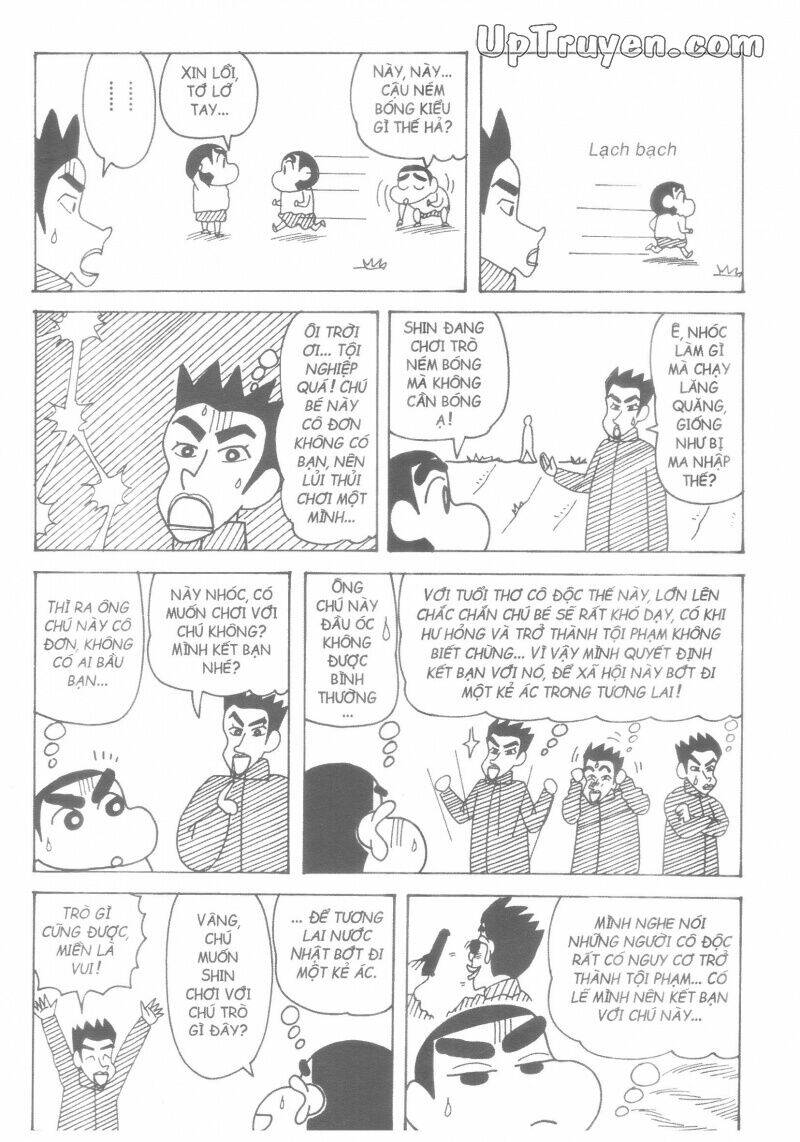 UpTruyen.com
Lạch bạch
NÀY, NÀY...
CẬU NÉM
BÓNG KIỂU
GÌ THẾ HẢ?
XIN LỖI,
TỚ LỠ
TAY...
......
Ê, NHÓC
LÀM GÌ
MÀ CHẠY
LĂNG
QUĂNG,
GIỐNG
NHƯ BỊ
MA NHẬP
THẾ?
SHIN ĐANG
CHƠI TRÒ
NÉM BÓNG
MÀ KHÔNG
CẦN BÓNG
Ạ!
ÔI TRỜI
ƠI... TỘI
NGHIỆP
QUÁ! CHÚ
BÉ NÀY
CÔ ĐƠN
KHÔNG CÓ
BẠN, NÊN
LỦI THỦI
CHƠI MỘT
MÌNH...
VỚI TUỔI THƠ CÔ ĐỘC THẾ NÀY, LỚN LÊN
CHẮC CHẮN CHÚ BÉ SẼ RẤT KHÓ DẠY, CÓ KHI
HƯ HỎNG VÀ TRỞ THÀNH TỘI PHẠM KHÔNG
BIẾT CHỪNG... VÌ VẬY MÌNH QUYẾT ĐỊNH
KẾT BẠN VỚI NÓ, ĐỂ XÃ HỘI NÀY BỚT ĐI
MỘT KẺ ÁC TRONG TƯƠNG LAI!
ÔNG
CHÚ NÀY
ĐẦU ÓC
KHÔNG
ĐƯỢC
BÌNH
THƯỜNG
...
NÀY NHÓC, CÓ
MUỐN CHƠI VỚI
CHÚ KHÔNG?
MÌNH KẾT BẠN
NHÉ?
THÌ RA ÔNG
CHÚ NÀY CÔ
ĐƠN, KHÔNG
CÓ AI BẦU
BẠN...
MÌNH NGHE NÓI
NHỮNG NGƯỜI CÔ ĐỘC
RẤT CÓ NGUY CƠ TRỞ
THÀNH TỘI PHẠM... CÓ
LẼ MÌNH NÊN KẾT BẠN
VỚI CHÚ NÀY...
... ĐỂ TƯƠNG
LAI NƯỚC
NHẬT BỚT ĐI
MỘT KẺ ÁC.
VÂNG,
CHÚ
MUỐN
SHIN
CHƠI VỚI
CHÚ TRÒ
GÌ ĐÂY?
TRÒ GÌ
CŨNG ĐƯỢC,
MIỄN LÀ
VUI!